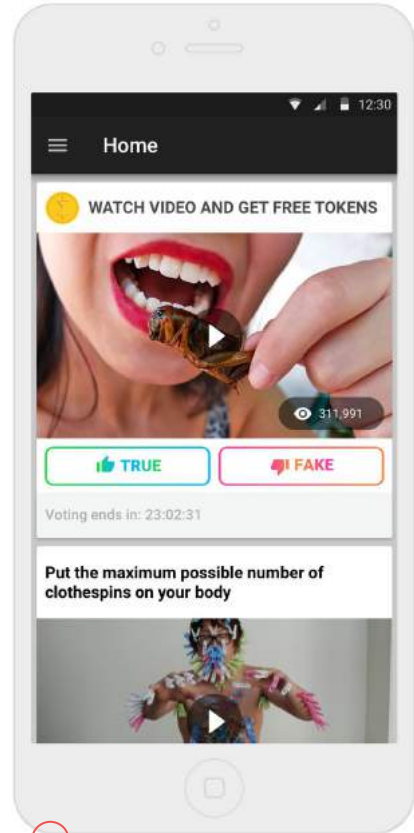 12:30
Home
WATCH VIDEO AND GET FREE TOKENS
311,991
TRUE
FAKE
Voting ends in: 23:02:31
Put the maximum possible number of
clothespins on your body